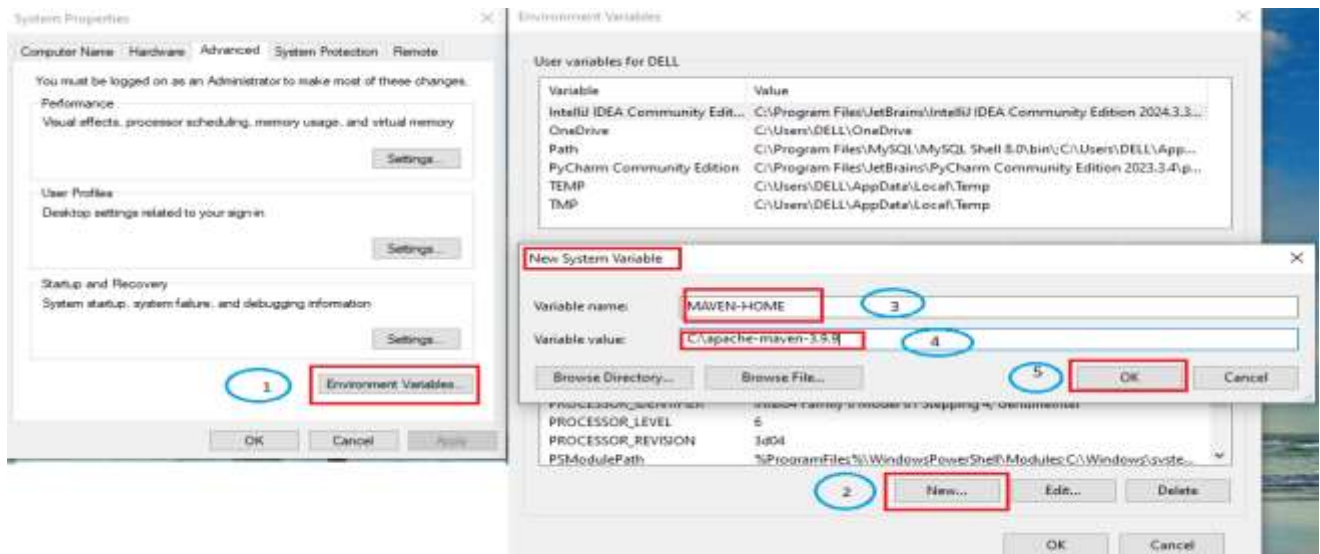 System Properties
Computer Name Hardware Advanced System Protection Remote
You must be logged on as an Administrator to make most of these changes.
Performance
Visual effects, processor scheduling, memory usage, and virtual memory
Settings...
User Profiles
Desktop settings related to your sign-in
Settings...
Startup and Recovery
System startup, system failure, and debugging information
Settings...
1
Environment Variables...
OK Cancel Apply
Environment Variables
User variables for DELL
Variable Value
IntelliJ IDEA Community Edit... C:\Program Files\JetBrains\IntelliJ IDEA Community Edition 2024.3.3...
OneDrive C:\Users\DELL\OneDrive
Path C:\Program Files\MySQL\MySQL Shell 8.0\bin\;C:\Users\DELL\App...
PyCharm Community Edition C:\Program Files\JetBrains\PyCharm Community Edition 2023.3.4\p...
TEMP C:\Users\DELL\AppData\Local\Temp
TMP C:\Users\DELL\AppData\Local\Temp
New System Variable
Variable name: MAVEN-HOME 3
Variable value: C:\apache-maven-3.9.9 4
Browse Directory... Browse File... 5 OK Cancel
PROCESSOR_IDENTIFIER Family Model Stepping 4, GenuineIntel
PROCESSOR_LEVEL 6
PROCESSOR_REVISION 3d04
PSModulePath %ProgramFiles%\WindowsPowerShell\Modules;C:\Windows\syste...
2 New... Edit... Delete
OK Cancel